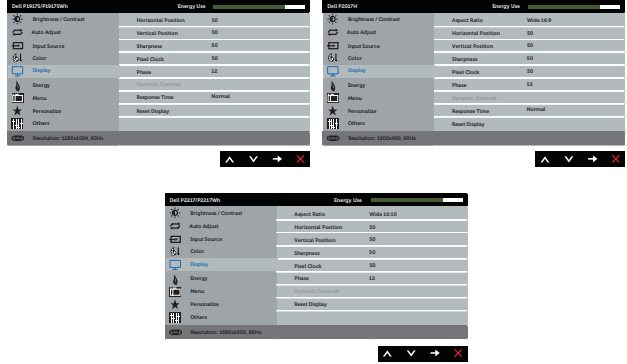 Dell P1917S/P1917SWh Energy Use
Brightness / Contrast Horizontal Position 50
Auto Adjust Vertical Position 50
Input Source Sharpness 50
Color Pixel Clock 50
Display Phase 12
Energy Dynamic Contrast
Menu Response Time Normal
Personalize Reset Display
Others
Resolution: 1280x1024, 60Hz
Dell P2017H Energy Use
Brightness / Contrast Aspect Ratio Wide 16:9
Auto Adjust Horizontal Position 50
Input Source Vertical Position 50
Color Sharpness 50
Display Pixel Clock 50
Energy Phase 12
Menu Dynamic Contrast
Personalize Response Time Normal
Others Reset Display
Resolution: 1600x900, 60Hz
Dell P2217/P2217Wh Energy Use
Brightness / Contrast Aspect Ratio Wide 16:10
Auto Adjust Horizontal Position 50
Input Source Vertical Position 50
Color Sharpness 50
Display Pixel Clock 50
Energy Phase 12
Menu Dynamic Contrast
Personalize Reset Display
Others
Resolution: 1680x1050, 60Hz